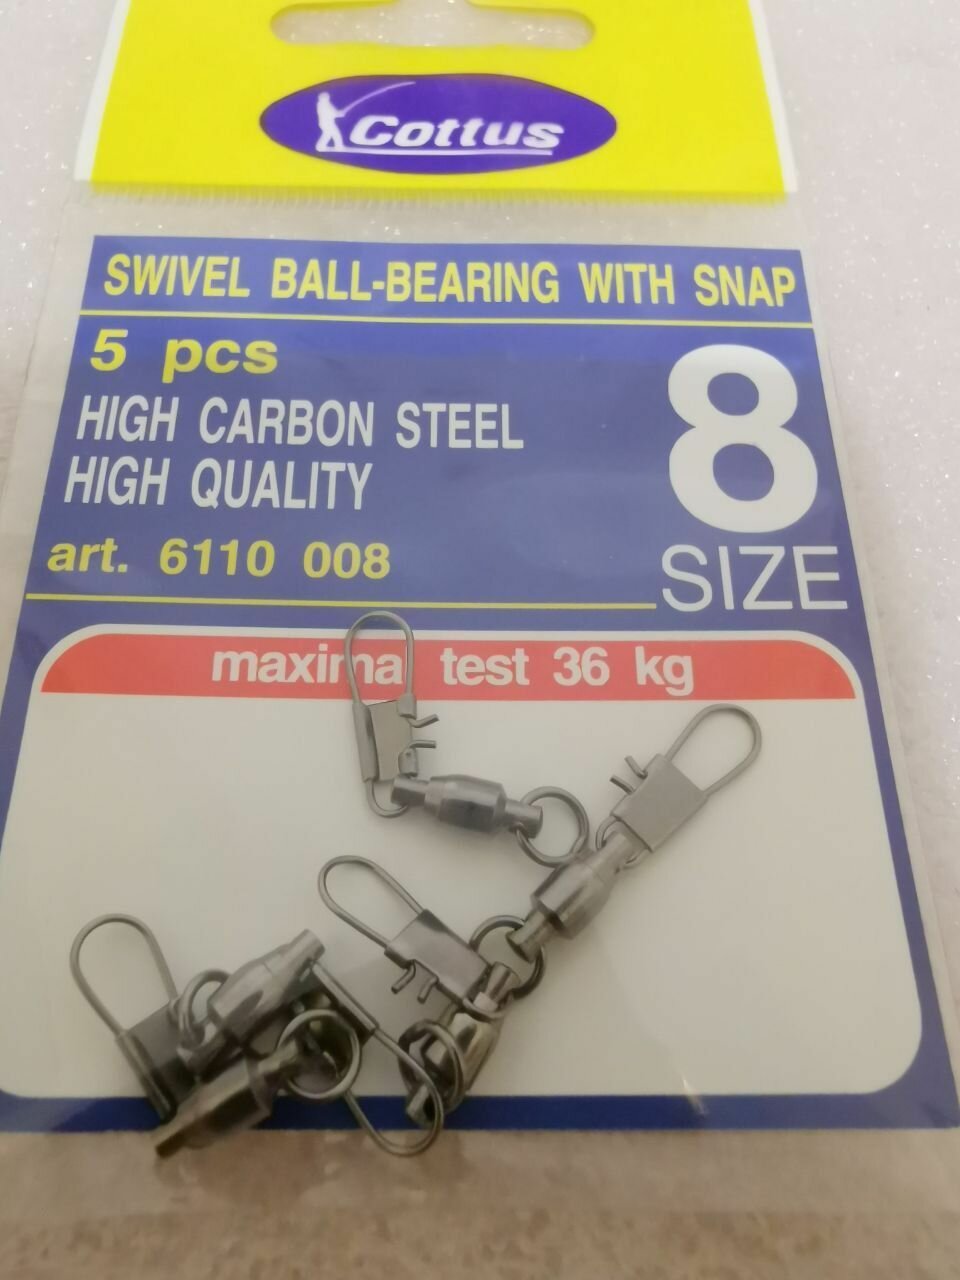 Cottus
SWIVEL BALL-BEARING WITH SNAP
5 pcs
HIGH CARBON STEEL
HIGH QUALITY
art. 6110 008
8
SIZE
maxima test 36 kg